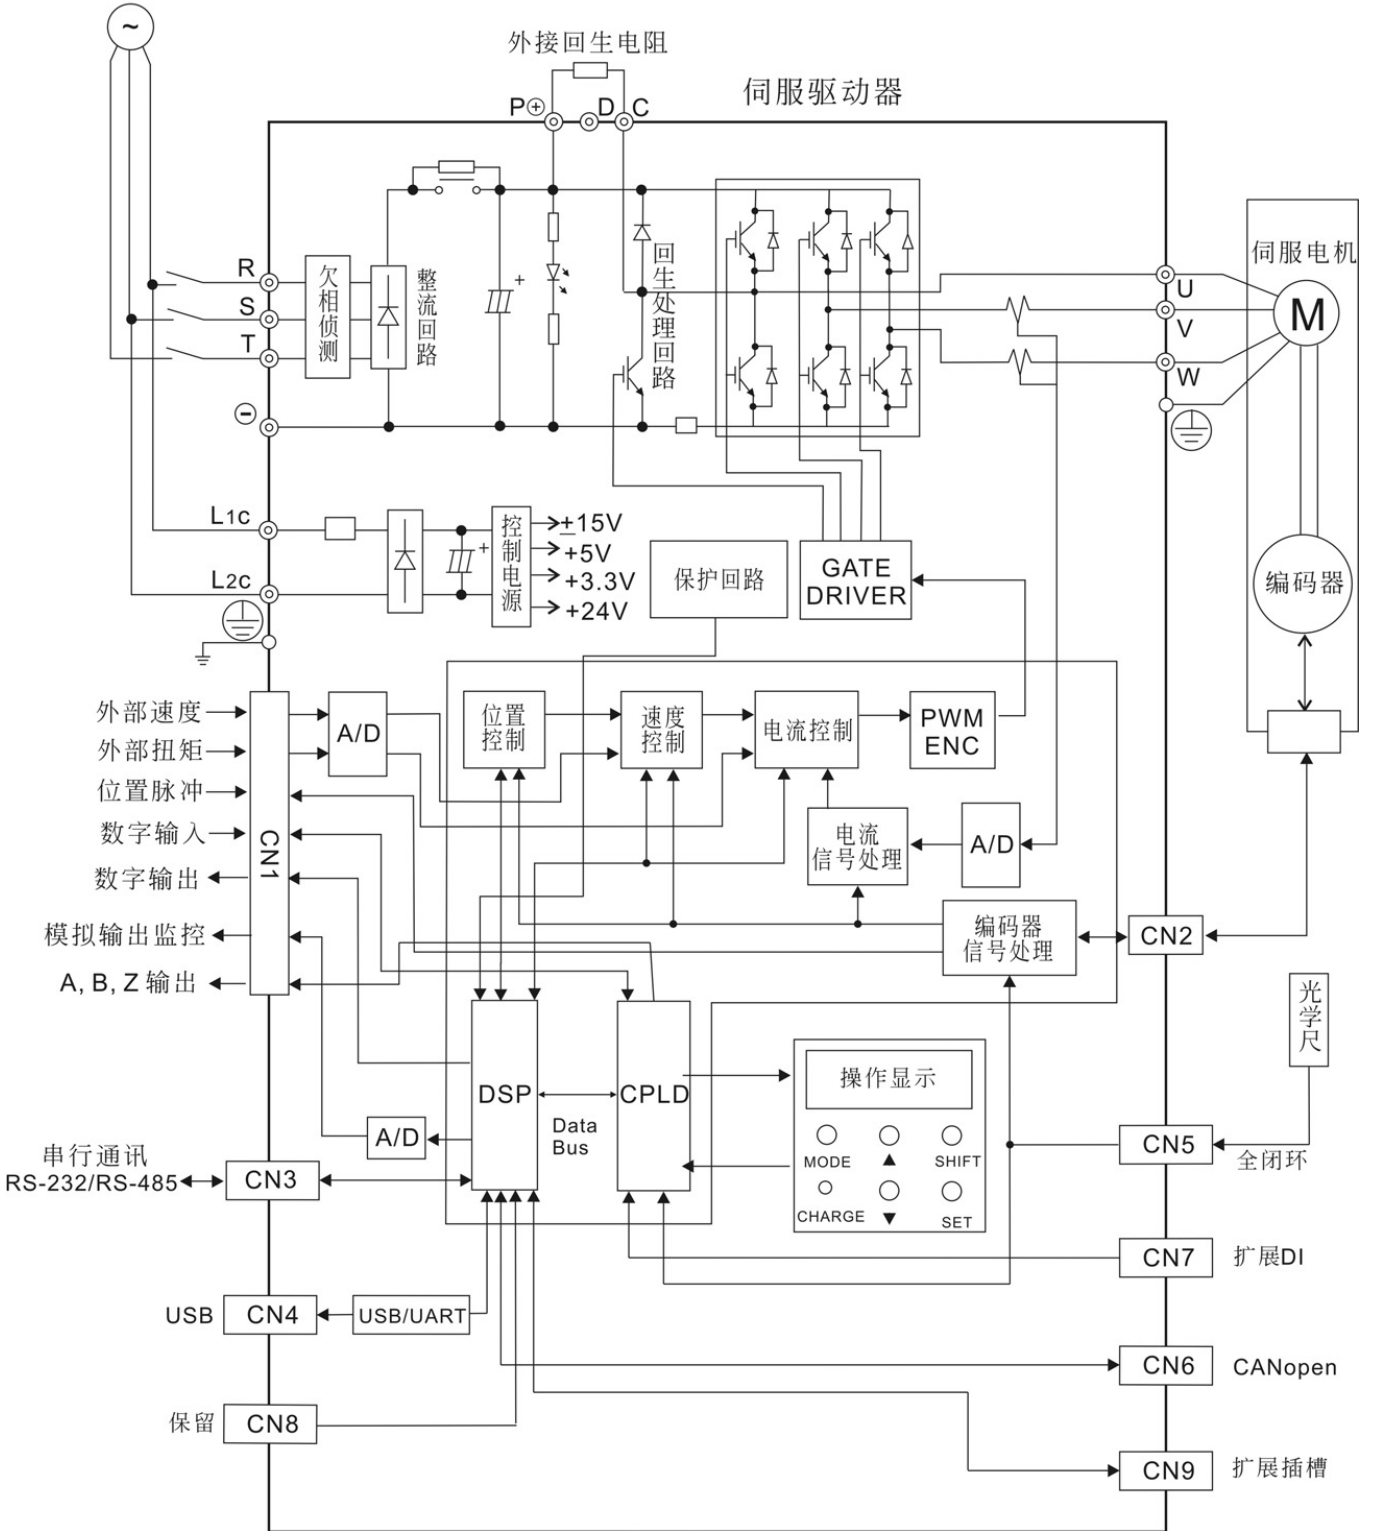 ~
外接回生电阻
伺服驱动器
P⊕
D
C
R
S
T
⊖
欠相侦测
整流回路
+
回生处理回路
U
V
W
伺服电机
M
编码器
L1c
L2c
+
控制电源
±15V
+5V
+3.3V
+24V
保护回路
GATE
DRIVER
外部速度
外部扭矩
位置脉冲
数字输入
数字输出
模拟输出监控
A, B, Z 输出
CN1
A/D
位置
控制
速度
控制
电流控制
PWM
ENC
电流
信号处理
A/D
编码器
信号处理
CN2
光学尺
DSP
Data
Bus
CPLD
操作显示
MODE
▲
SHIFT
CHARGE
▼
SET
A/D
串行通讯
RS-232/RS-485
CN3
CN5
全闭环
CN7
扩展DI
USB
CN4
USB/UART
CN6
CANopen
保留
CN8
CN9
扩展插槽